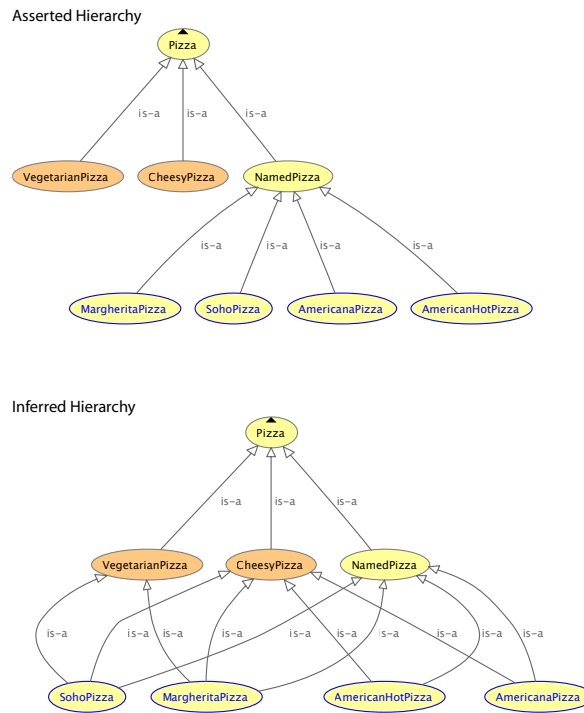 Asserted Hierarchy
Pizza
is-a is-a is-a
VegetarianPizza CheesyPizza NamedPizza
is-a is-a is-a is-a
MargheritaPizza SohoPizza AmericanaPizza AmericanHotPizza
Inferred Hierarchy
Pizza
is-a is-a is-a
VegetarianPizza CheesyPizza NamedPizza
is-a is-a is-a is-a is-a is-a is-a is-a is-a is-a
SohoPizza MargheritaPizza AmericanHotPizza AmericanaPizza